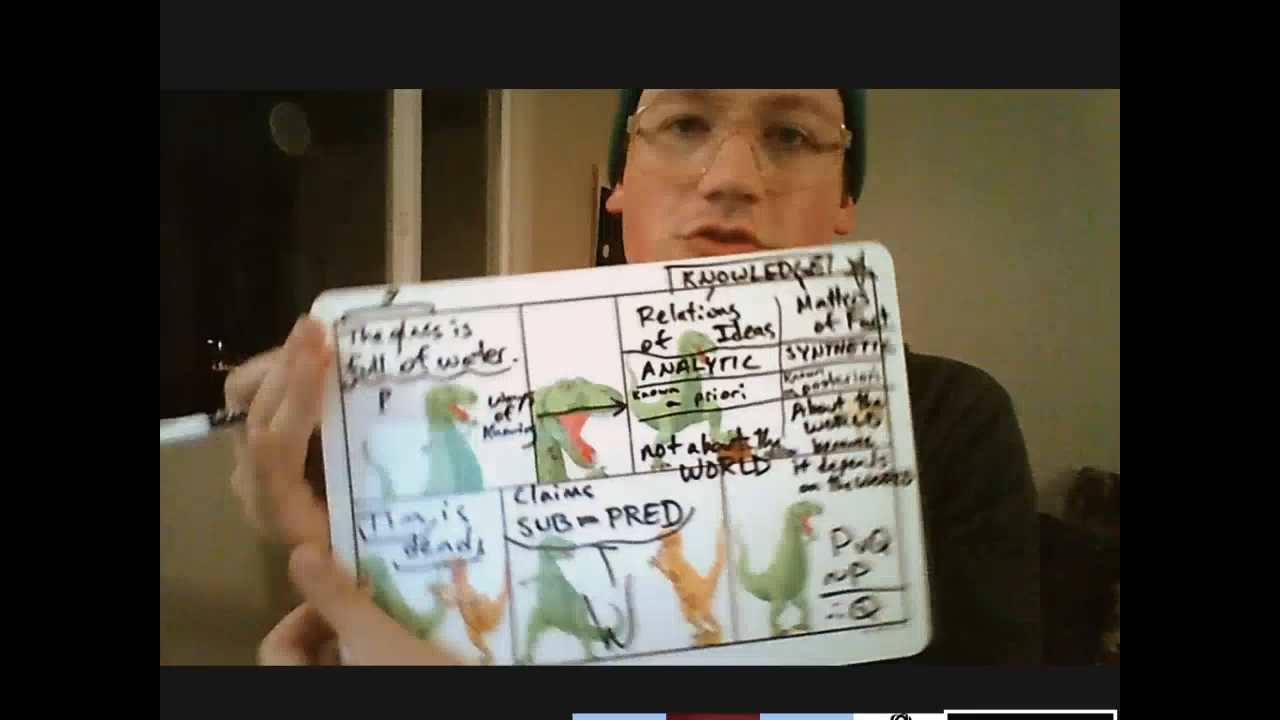 KNOWLEDGE!
The glass is
full of water.
P
ways
of
knowing
Relations
of Ideas
ANALYTIC
known
a priori
not about the
WORLD
Matters
of Fact
SYNTHETIC
known
a posteriori
About the
world,
because
it depends
on the WORLD
Tim is
dead
Claims
SUB = PRED
T
W
PvQ
~P
∴Q